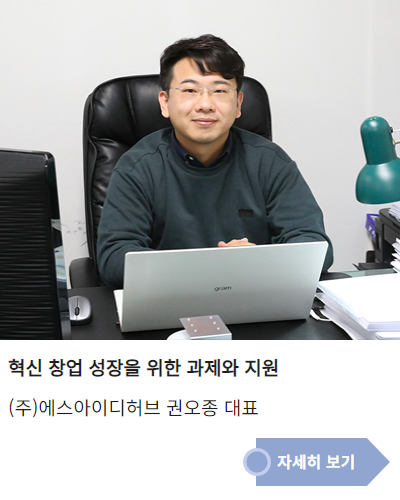 gram
혁신 창업 성장을 위한 과제와 지원
(주)에스아이디허브 권오종 대표
자세히 보기